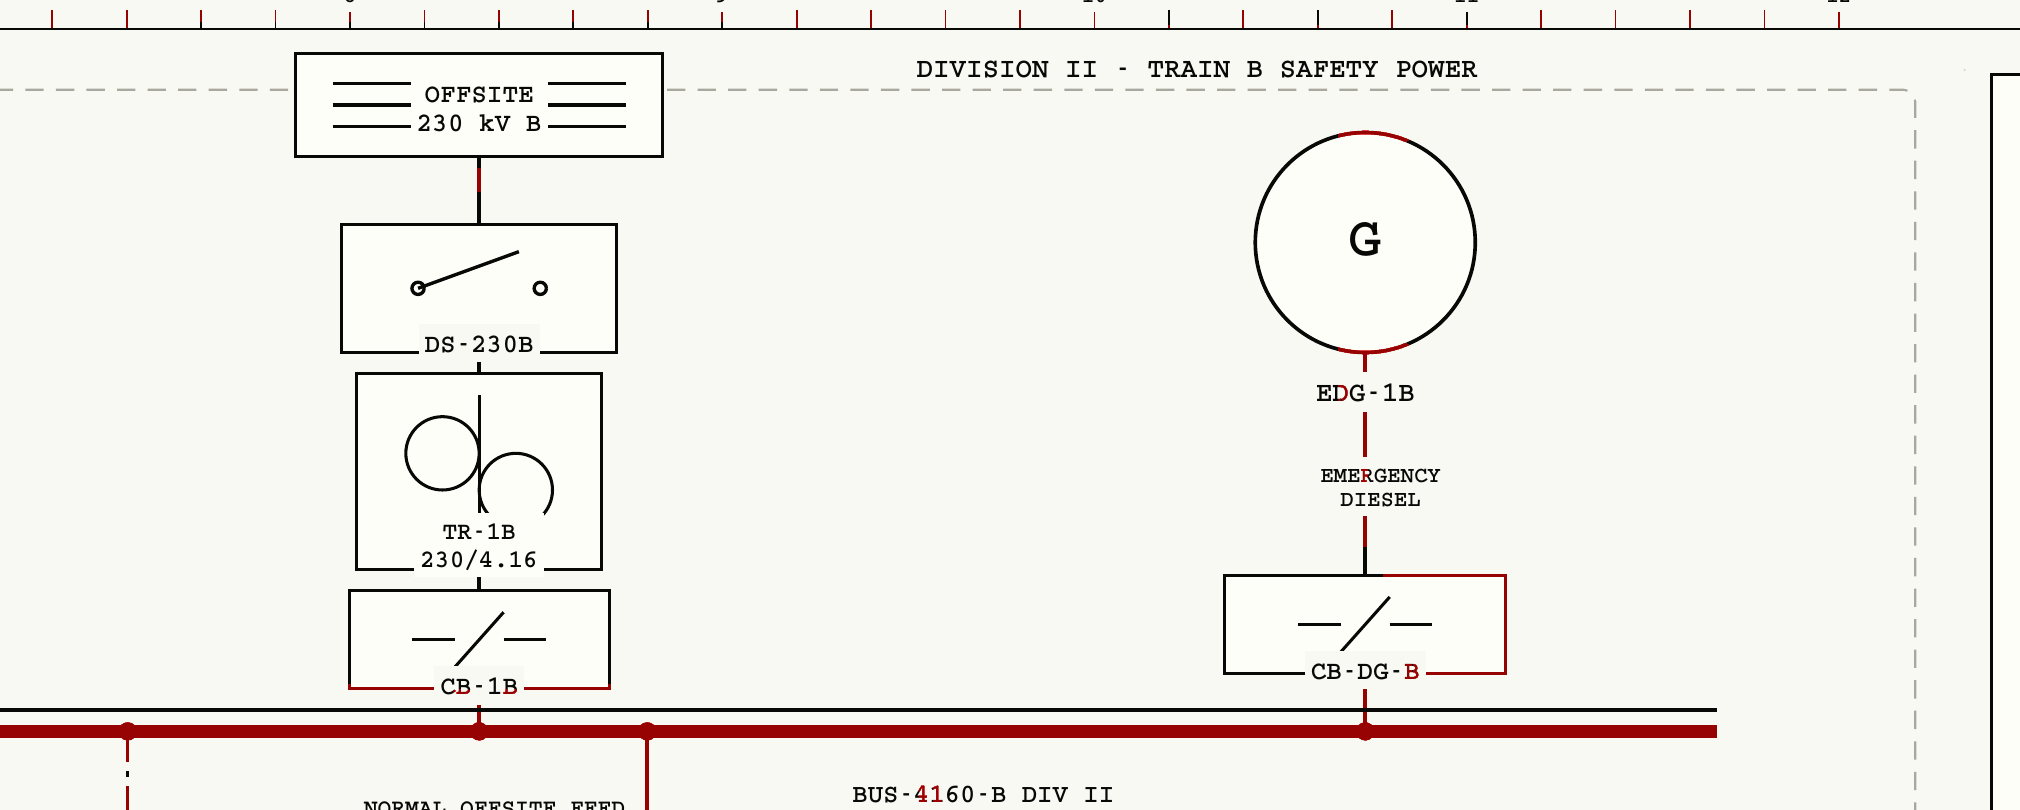 DIVISION II - TRAIN B SAFETY POWER
OFFSITE
230 kV B
G
DS-230B
EDG-1B
EMERGENCY
DIESEL
TR-1B
230/4.16
CB-DG-B
CB-1B
BUS-4160-B DIV II
NORMAL OFFSITE FEED